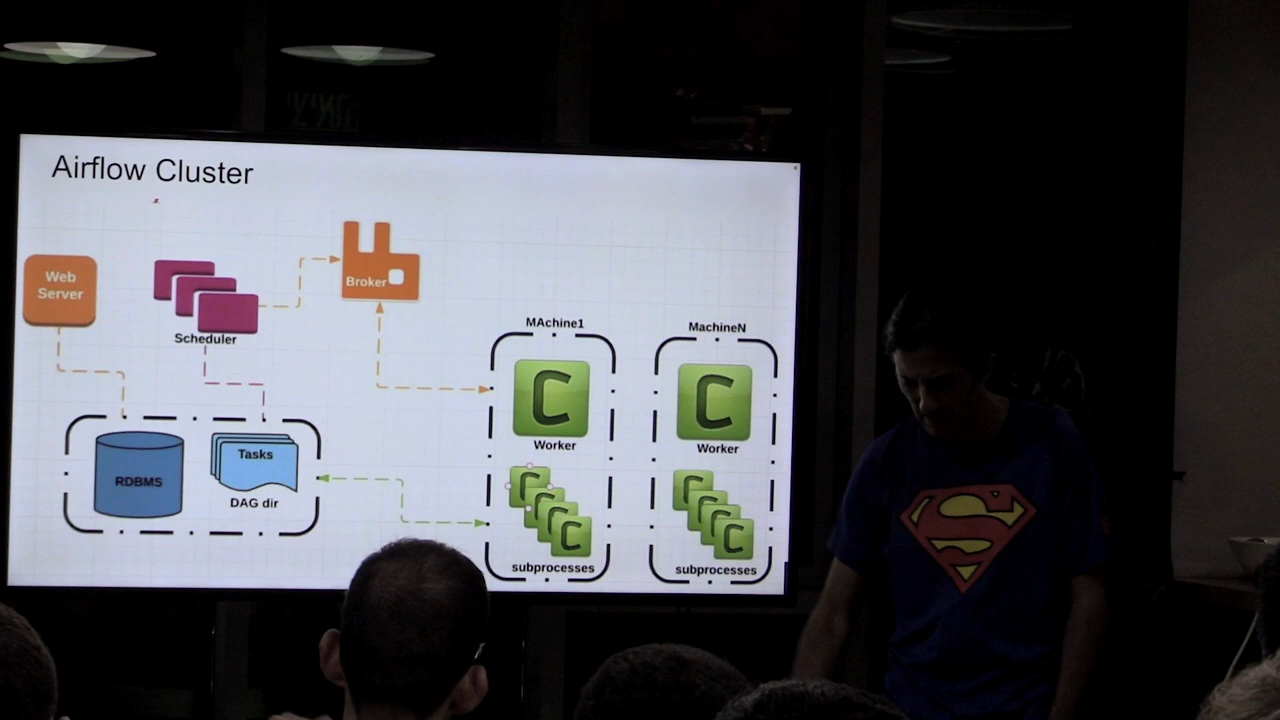 Airflow Cluster
Web
Server
Scheduler
Broker
MAchine1
MachineN
C
C
Worker
Worker
RDBMS
Tasks
DAG dir
C
C
C
C
C
C
C
C
subprocesses
subprocesses
S